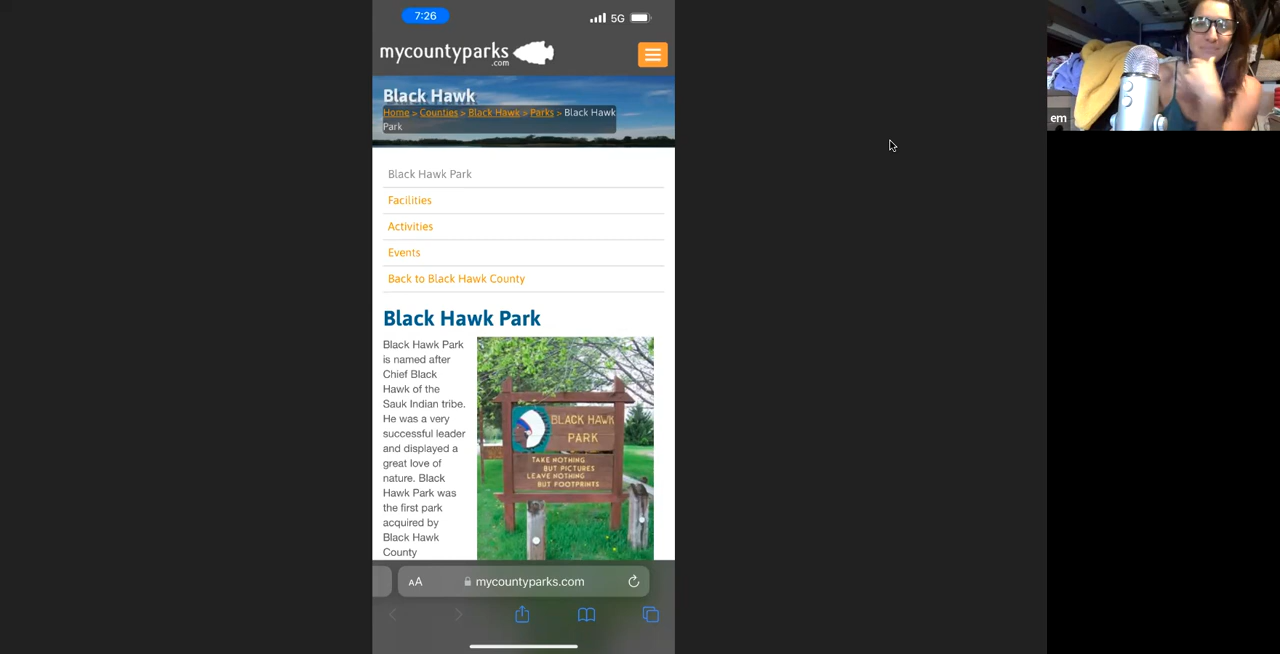 7:26
5G
mycountyparks
.com
Black Hawk
Home > Counties > Black Hawk > Parks > Black Hawk
Park
Black Hawk Park
Facilities
Activities
Events
Back to Black Hawk County
Black Hawk Park
Black Hawk Park
is named after
Chief Black
Hawk of the
Sauk Indian tribe.
He was a very
successful leader
and displayed a
great love of
nature. Black
Hawk Park was
the first park
acquired by
Black Hawk
County
BLACK HAWK
PARK
TAKE NOTHING
BUT PICTURES
LEAVE NOTHING
BUT FOOTPRINTS
AA
mycountyparks.com
em